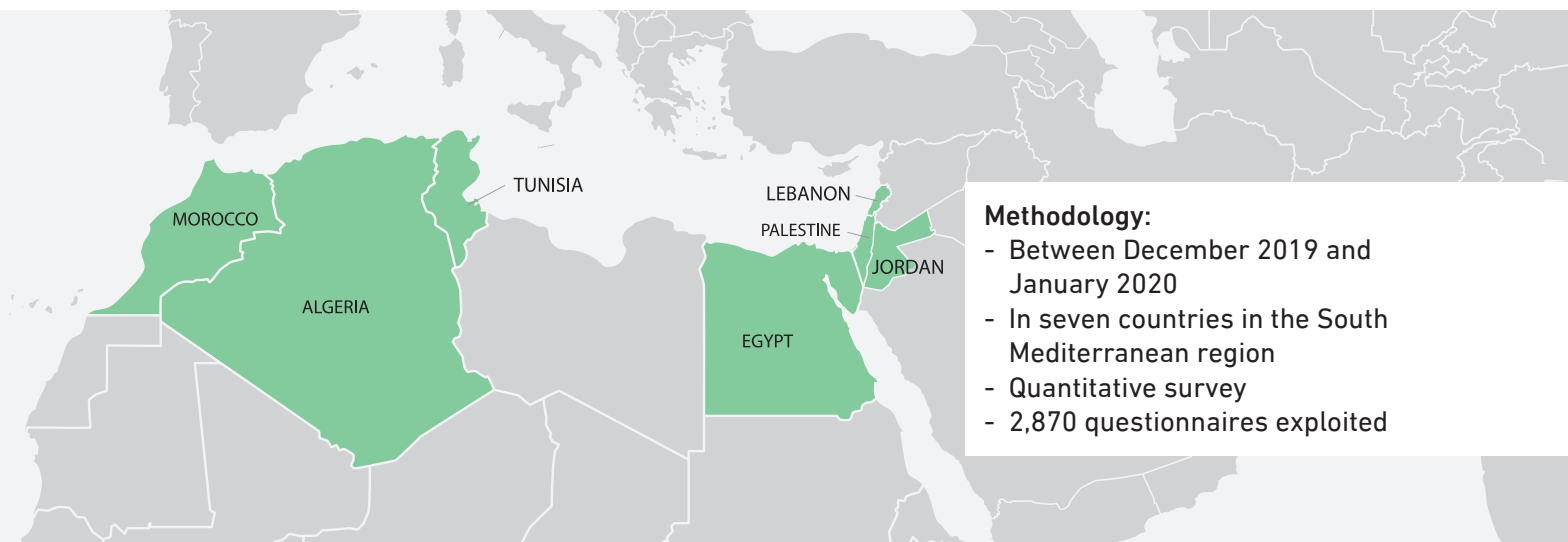 TUNISIA
LEBANON
MOROCCO
PALESTINE
JORDAN
ALGERIA
EGYPT
Methodology:
- Between December 2019 and
January 2020
- In seven countries in the South
Mediterranean region
- Quantitative survey
- 2,870 questionnaires exploited